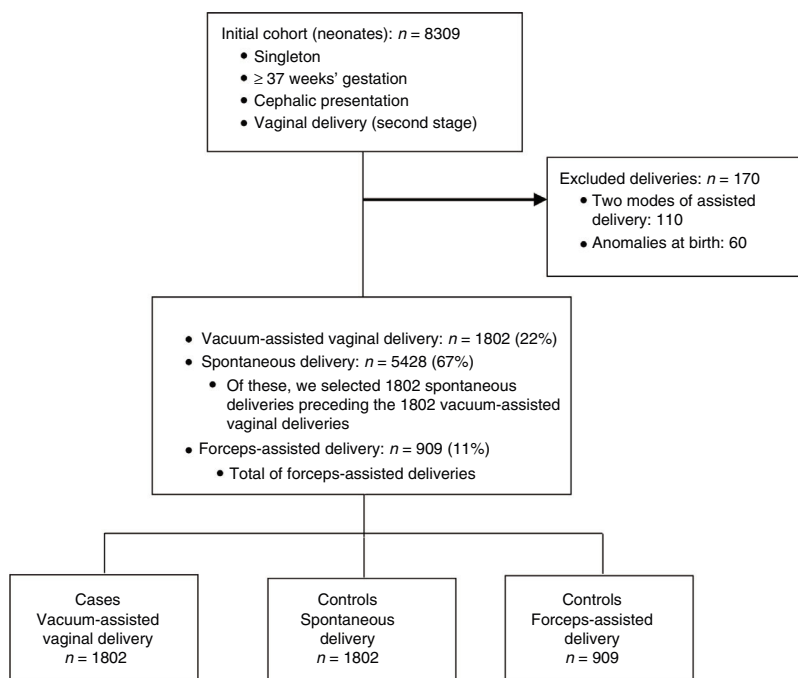 Initial cohort (neonates): n = 8309
• Singleton
• ≥ 37 weeks' gestation
• Cephalic presentation
• Vaginal delivery (second stage)
Excluded deliveries: n = 170
• Two modes of assisted
delivery: 110
• Anomalies at birth: 60
• Vacuum-assisted vaginal delivery: n = 1802 (22%)
• Spontaneous delivery: n = 5428 (67%)
• Of these, we selected 1802 spontaneous
deliveries preceding the 1802 vacuum-assisted
vaginal deliveries
• Forceps-assisted delivery: n = 909 (11%)
• Total of forceps-assisted deliveries
Cases
Vacuum-assisted
vaginal delivery
n = 1802
Controls
Spontaneous
delivery
n = 1802
Controls
Forceps-assisted
delivery
n = 909